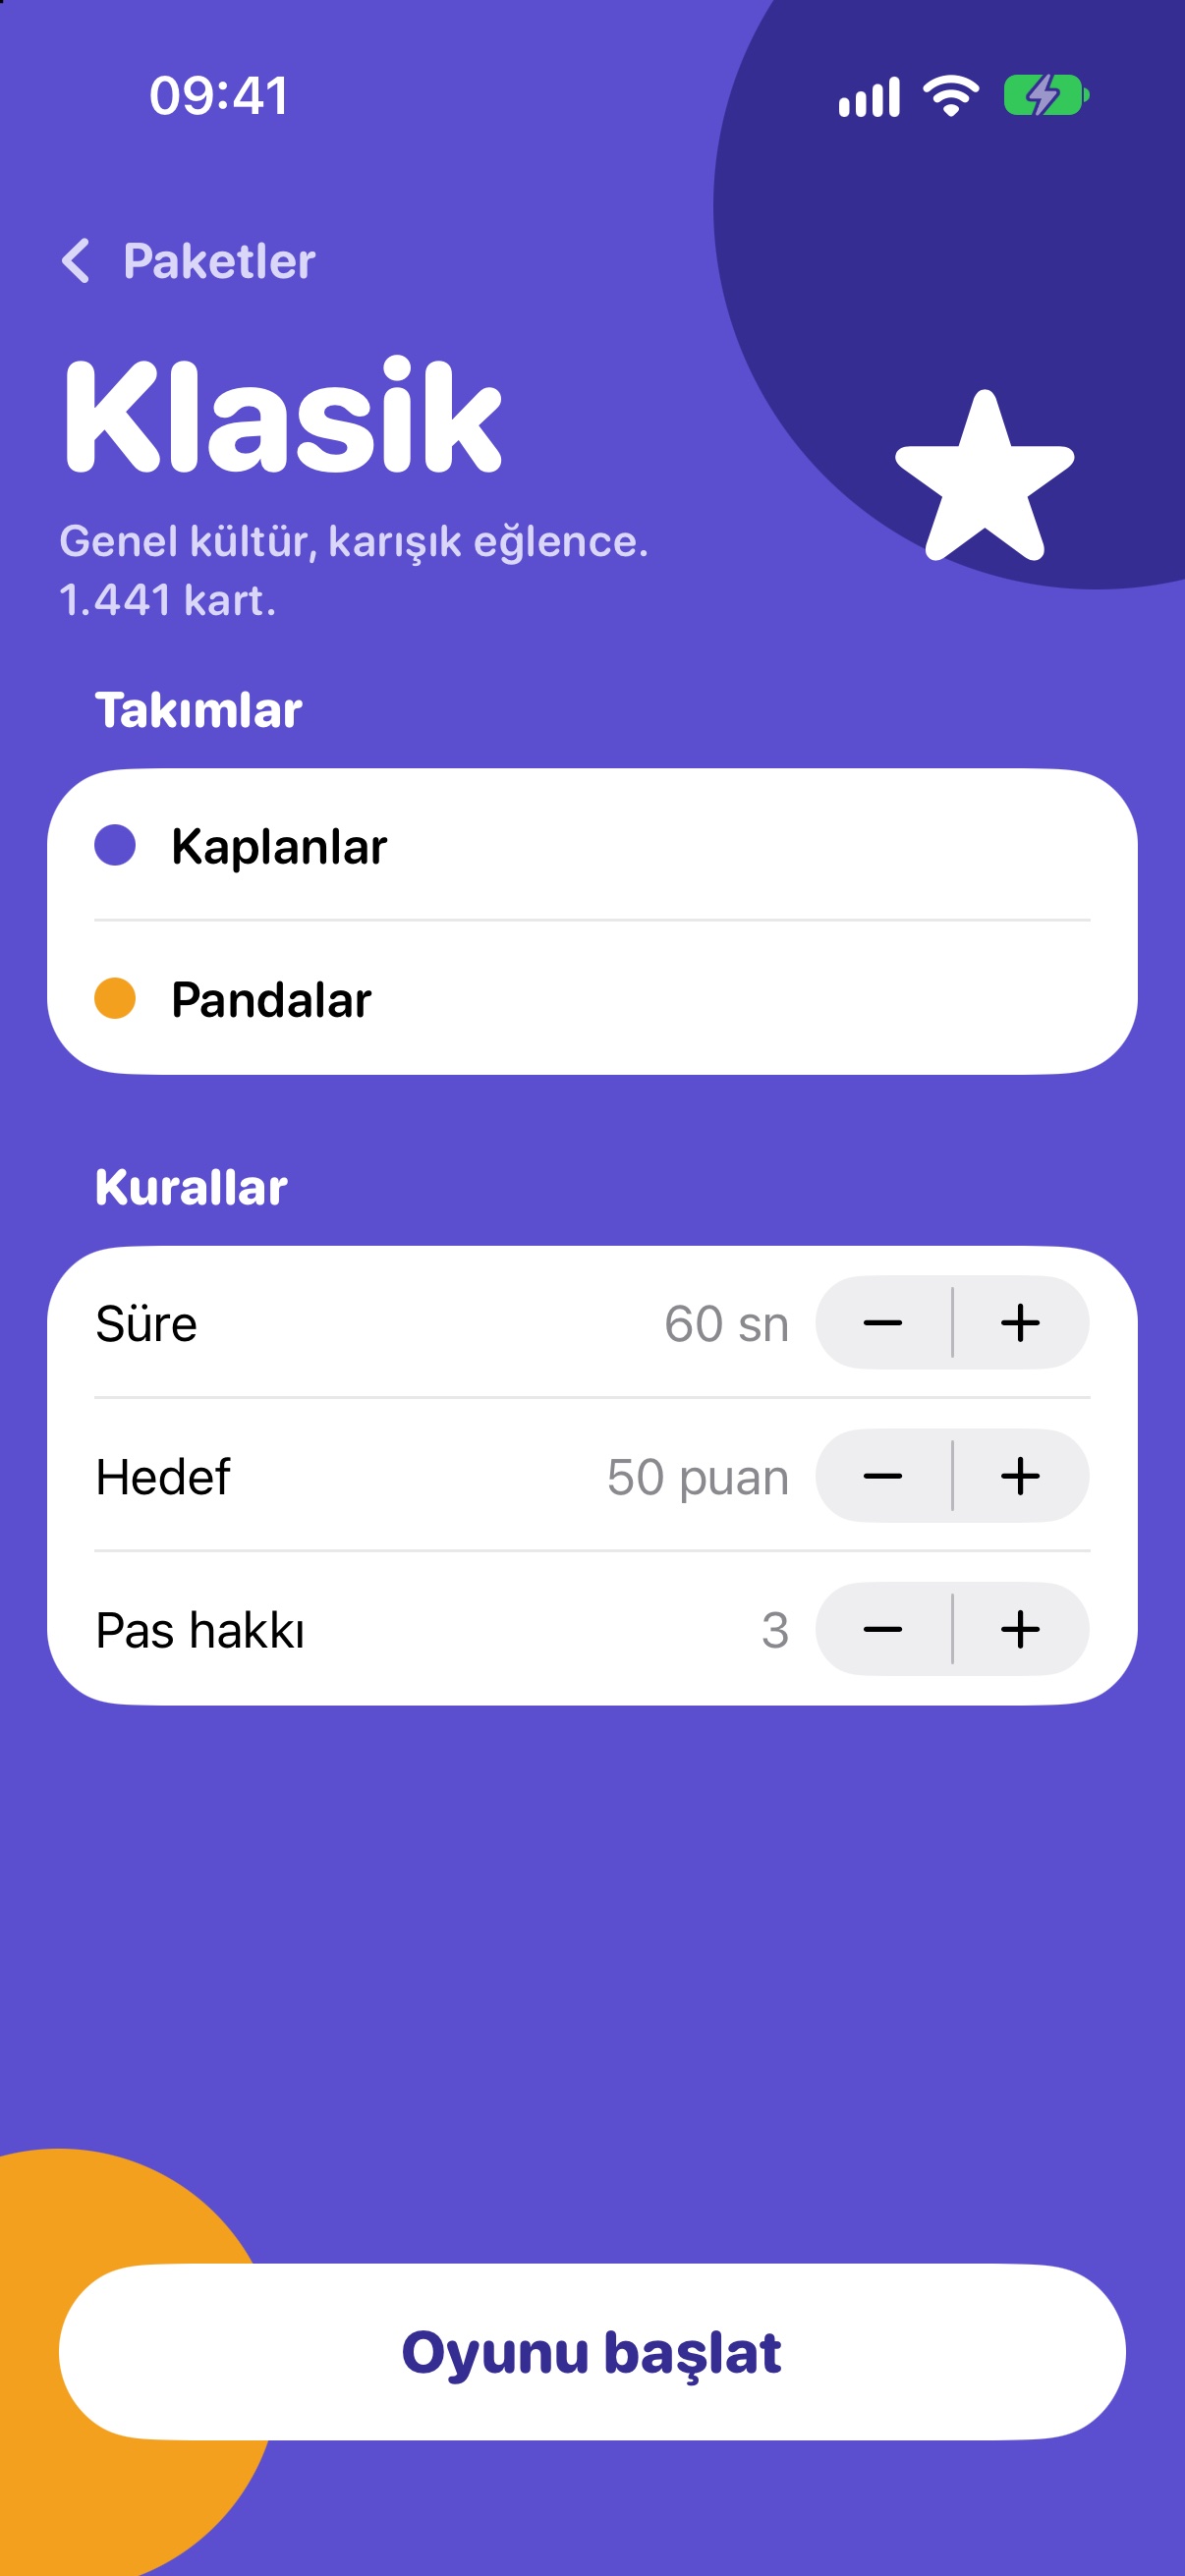 09:41
Paketler
Klasik
Genel kültür, karışık eğlence.
1.441 kart.
Takımlar
Kaplanlar
Pandalar
Kurallar
Süre 60 sn
Hedef 50 puan
Pas hakkı 3
Oyunu başlat